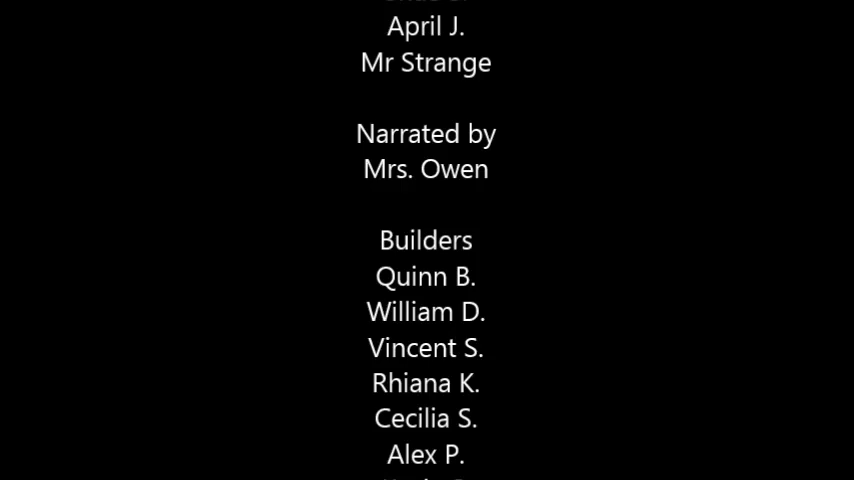 April J.
Mr Strange
Narrated by
Mrs. Owen
Builders
Quinn B.
William D.
Vincent S.
Rhiana K.
Cecilia S.
Alex P.